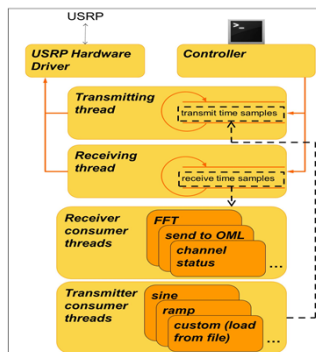 USRP
>_
USRP Hardware
Driver
Controller
Transmitting
thread
transmit time samples
Receiving
thread
receive time samples
Receiver
consumer
threads
FFT
send to OML
channel
status
...
Transmitter
consumer
threads
sine
ramp
custom (load
from file)
...